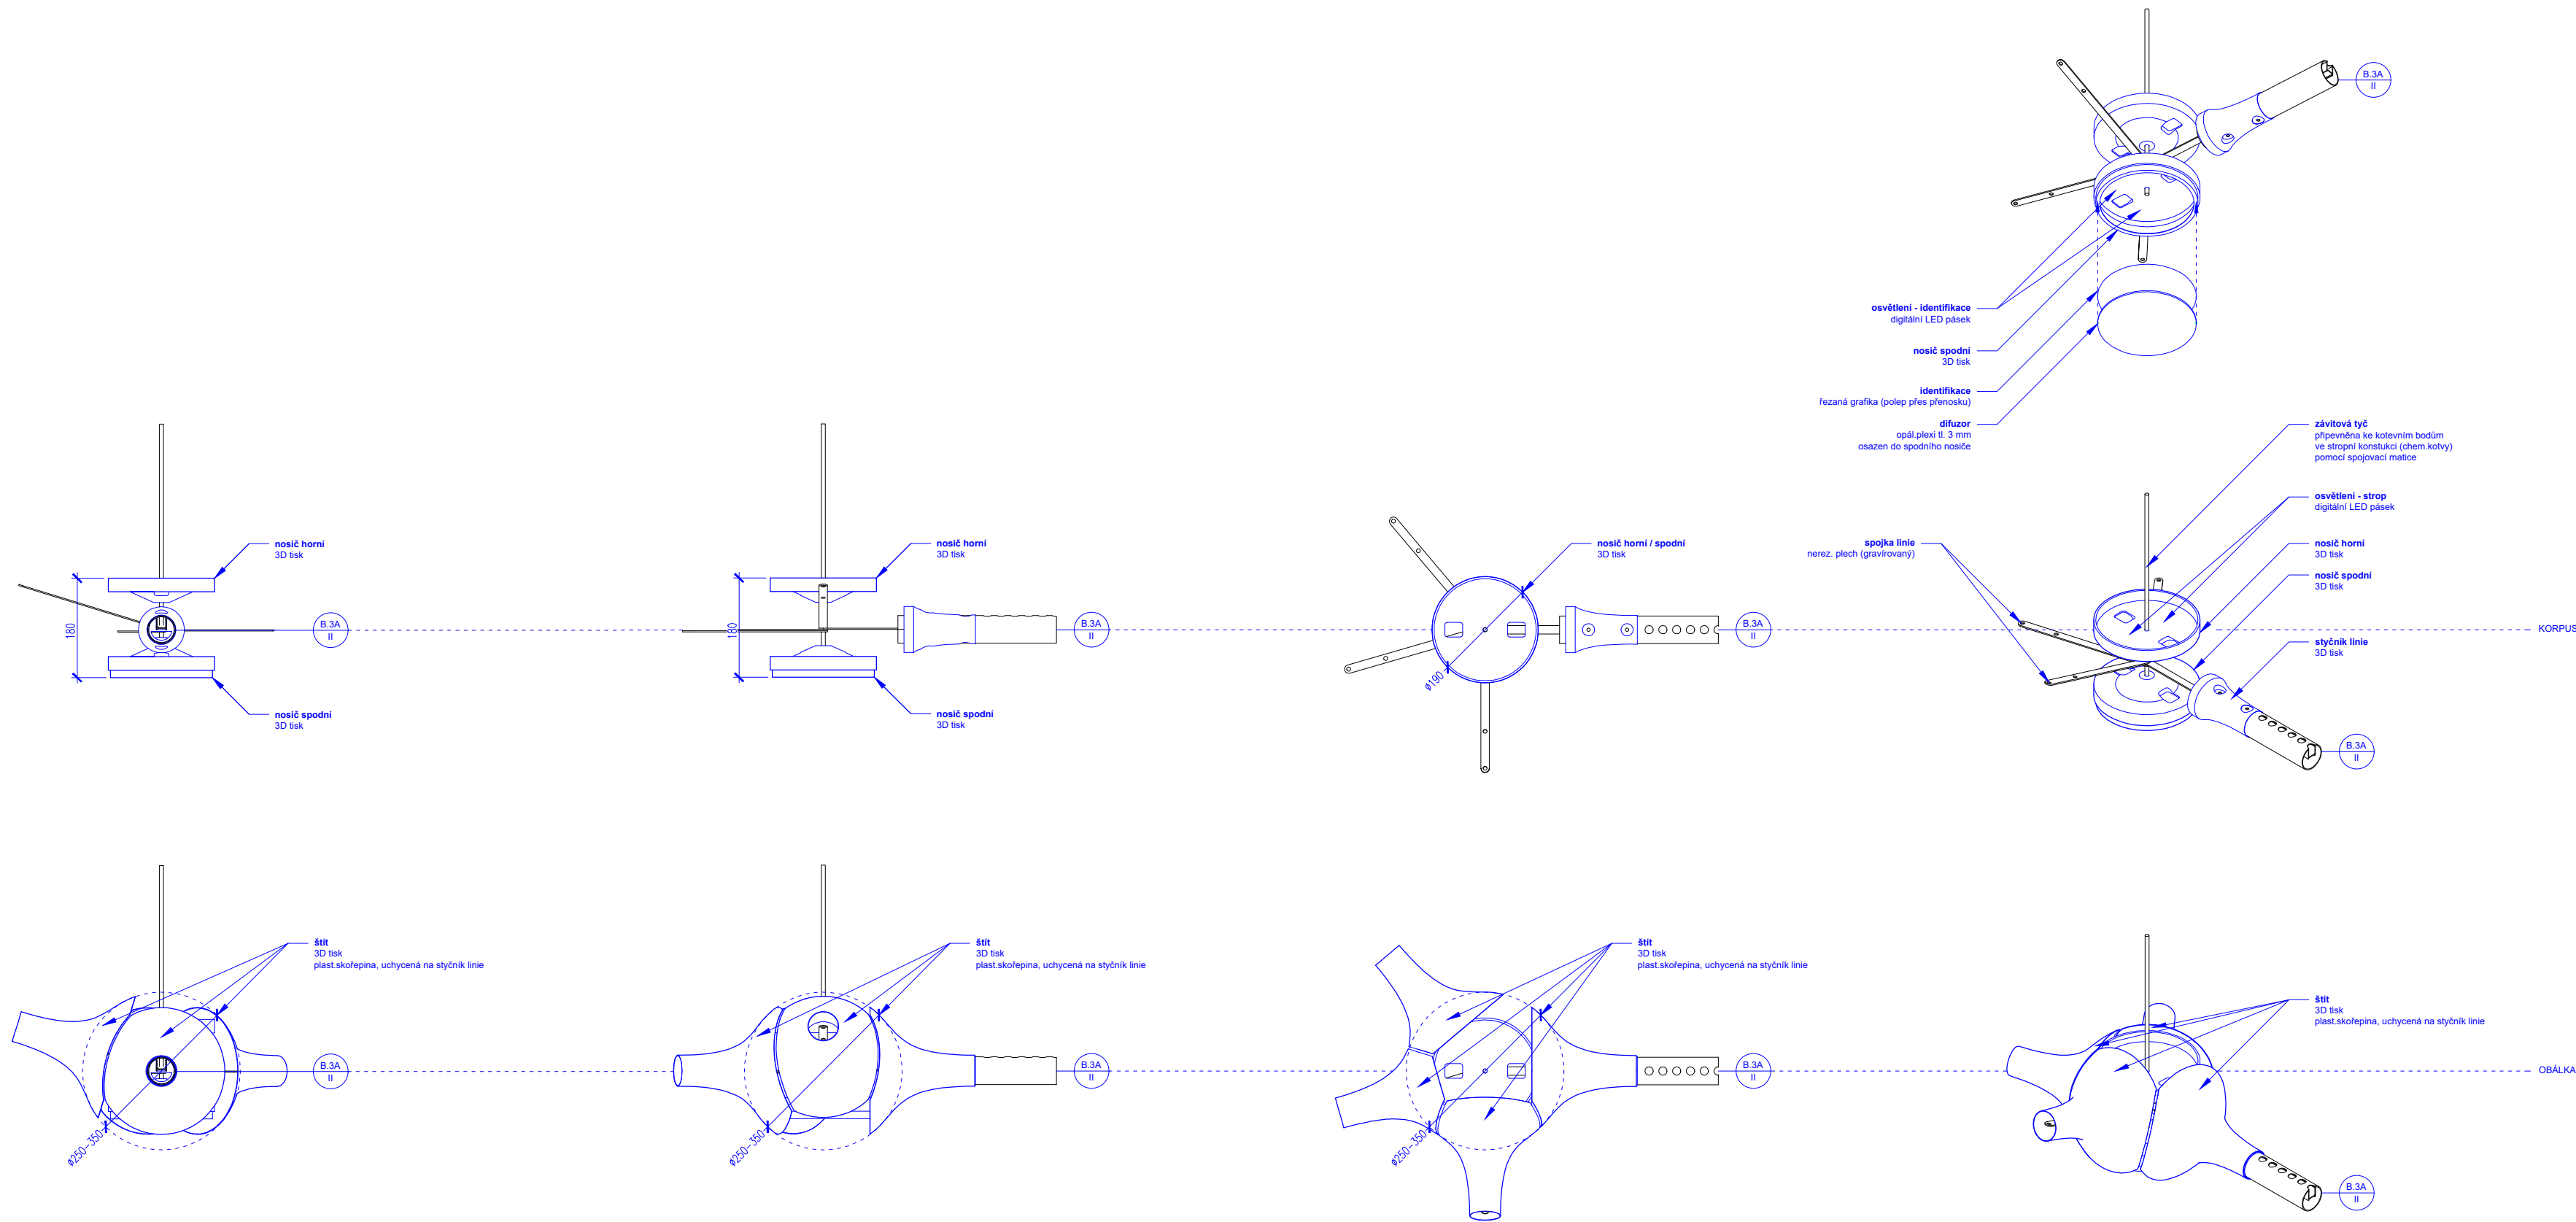 B.3A
II
osvětlení - identifikace
digitální LED pásek
nosič spodní
3D tisk
identifikace
řezaná grafika (polep přes přenosku)
difuzor
opál.plexi tl. 3 mm
osazen do spodního nosiče
nosič horní
3D tisk
180
B.3A
II
nosič spodní
3D tisk
nosič horní
3D tisk
180
B.3A
II
nosič spodní
3D tisk
nosič horní / spodní
3D tisk
ø190
B.3A
II
závitová tyč
připevněna ke kotevním bodům
ve stropní konstukci (chem.kotvy)
pomocí spojovací matice
osvětlení - strop
digitální LED pásek
spojka linie
nerez. plech (gravírovaný)
nosič horní
3D tisk
nosič spodní
3D tisk
KORPUS
styčník linie
3D tisk
B.3A
II
štít
3D tisk
plast.skořepina, uchycená na styčník linie
B.3A
II
ø250-350
štít
3D tisk
plast.skořepina, uchycená na styčník linie
B.3A
II
ø250-350
štít
3D tisk
plast.skořepina, uchycená na styčník linie
B.3A
II
ø250-350
štít
3D tisk
plast.skořepina, uchycená na styčník linie
OBÁLKA
B.3A
II